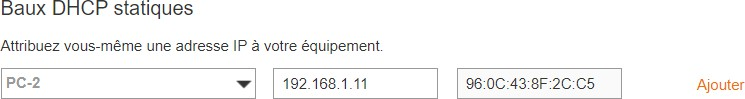 Baux DHCP statiques
Attribuez vous-même une adresse IP à votre équipement.
PC-2 192.168.1.11 96:0C:43:8F:2C:C5 Ajouter